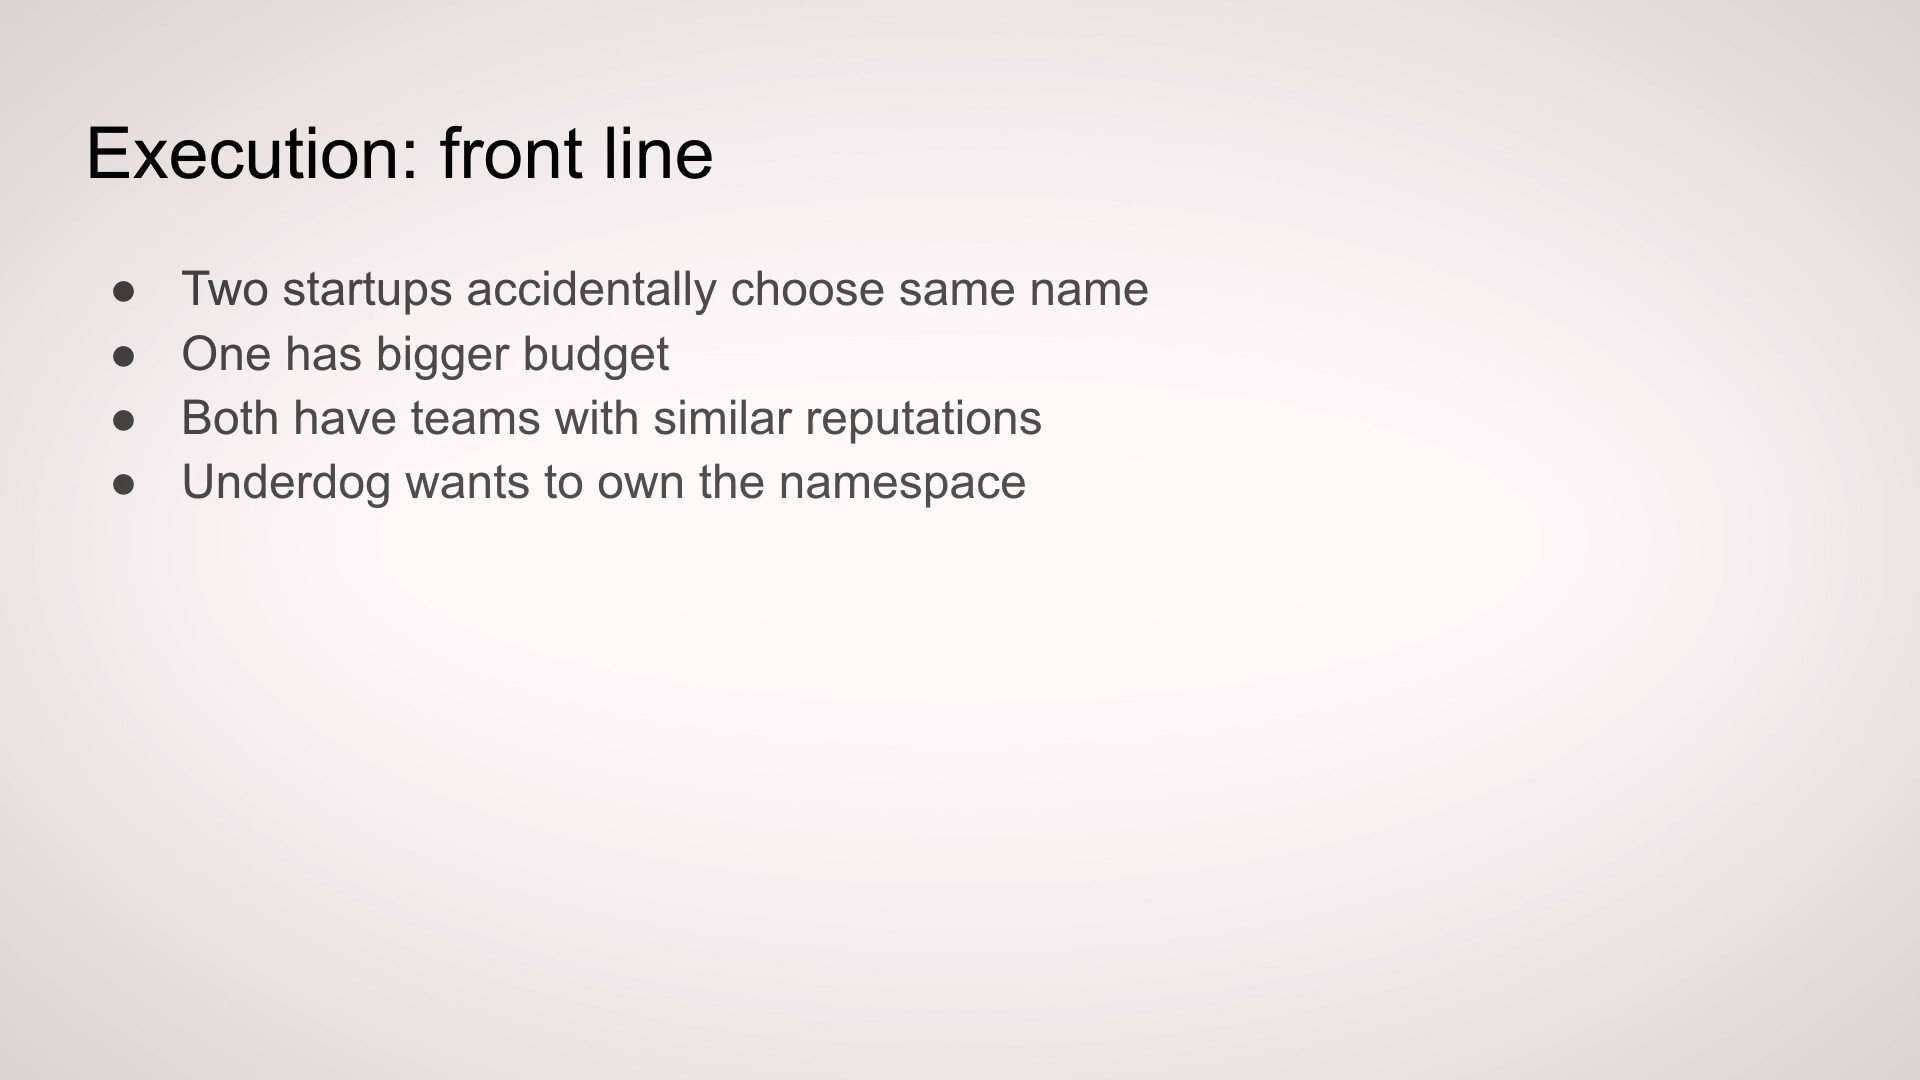 Execution: front line
● Two startups accidentally choose same name
● One has bigger budget
● Both have teams with similar reputations
● Underdog wants to own the namespace